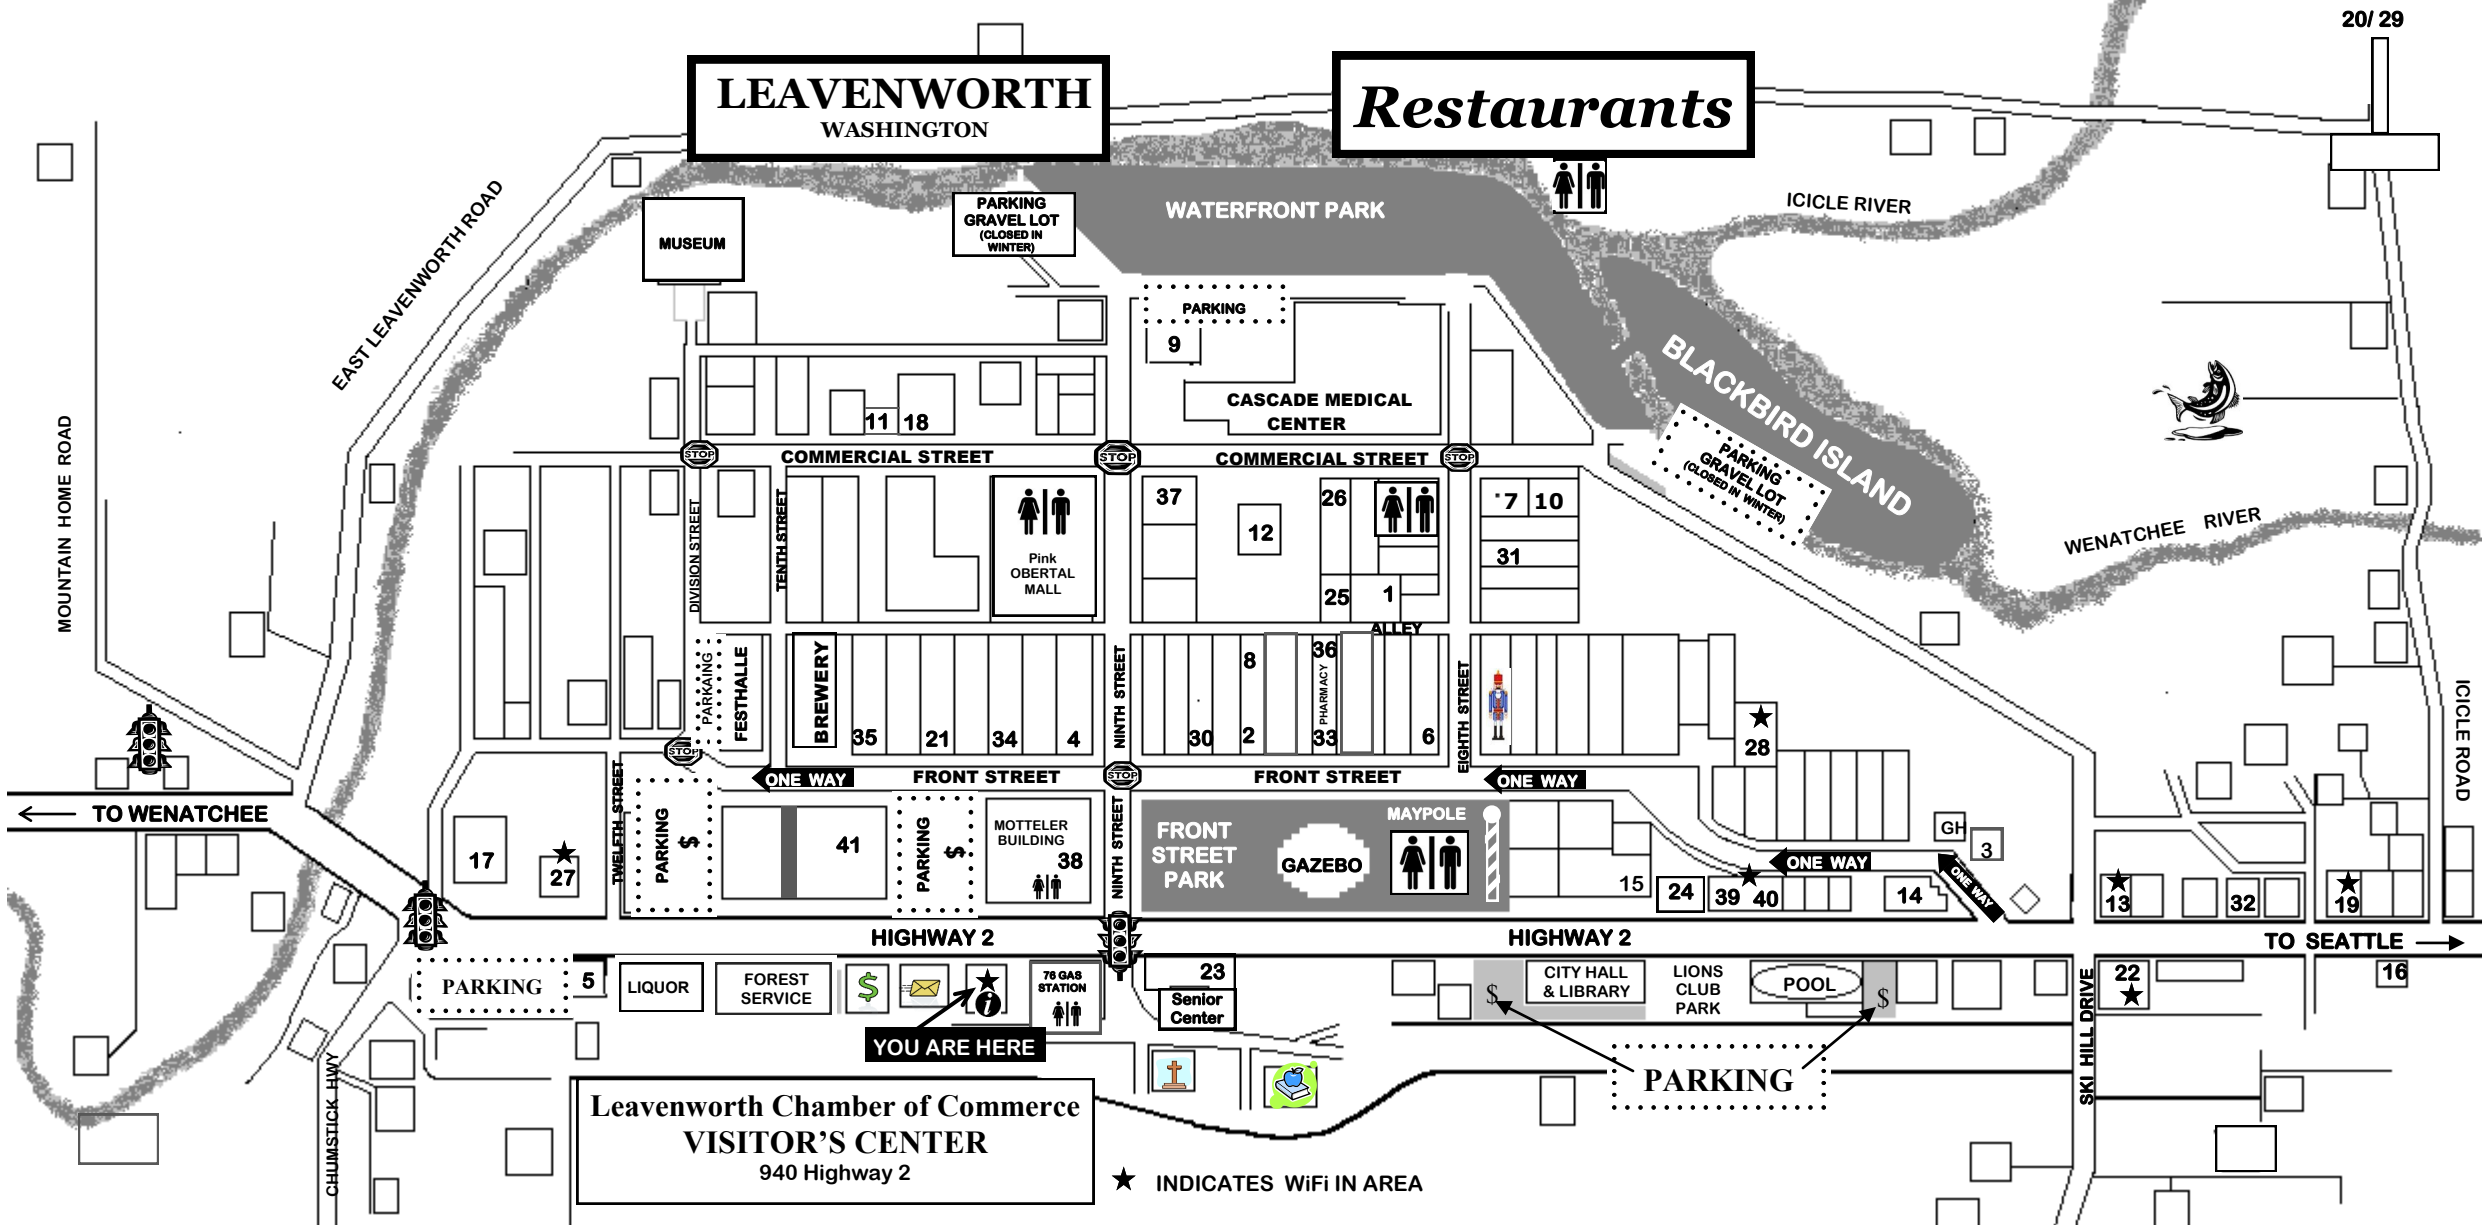 20/ 29
LEAVENWORTH
WASHINGTON
Restaurants
PARKING
GRAVEL LOT
(CLOSED IN
WINTER)
WATERFRONT PARK
ICICLE RIVER
MUSEUM
EAST LEAVENWORTH ROAD
PARKING
9
BLACKBIRD ISLAND
CASCADE MEDICAL
CENTER
11 18
MOUNTAIN HOME ROAD
STOP
COMMERCIAL STREET
STOP
COMMERCIAL STREET
STOP
PARKING
GRAVEL LOT
(CLOSED IN WINTER)
WENATCHEE RIVER
DIVISION STREET
TENTH STREET
Pink
OBERTAL
MALL
37
12
26
25
1
7
10
31
ALLEY
PARKAING
FESTHALLE
BREWERY
35
21
34
4
NINTH STREET
8
30
2
36
PHARMACY
33
6
EIGHTH STREET
28
ICICLE ROAD
STOP
ONE WAY
FRONT STREET
STOP
FRONT STREET
ONE WAY
TO WENATCHEE
17
27
TWELFTH STREET
PARKING
$
41
PARKING
$
MOTTELER
BUILDING
38
NINTH STREET
FRONT
STREET
PARK
GAZEBO
MAYPOLE
15
24
39 40
ONE WAY
14
GH
3
ONE WAY
13
32
19
HIGHWAY 2
HIGHWAY 2
TO SEATTLE
PARKING
5
LIQUOR
FOREST
SERVICE
$
i
76 GAS
STATION
23
Senior
Center
$
CITY HALL
& LIBRARY
LIONS
CLUB
PARK
POOL
$
SKI HILL DRIVE
22
16
YOU ARE HERE
CHUMSTICK HWY
PARKING
Leavenworth Chamber of Commerce
VISITOR'S CENTER
940 Highway 2
INDICATES WiFi IN AREA